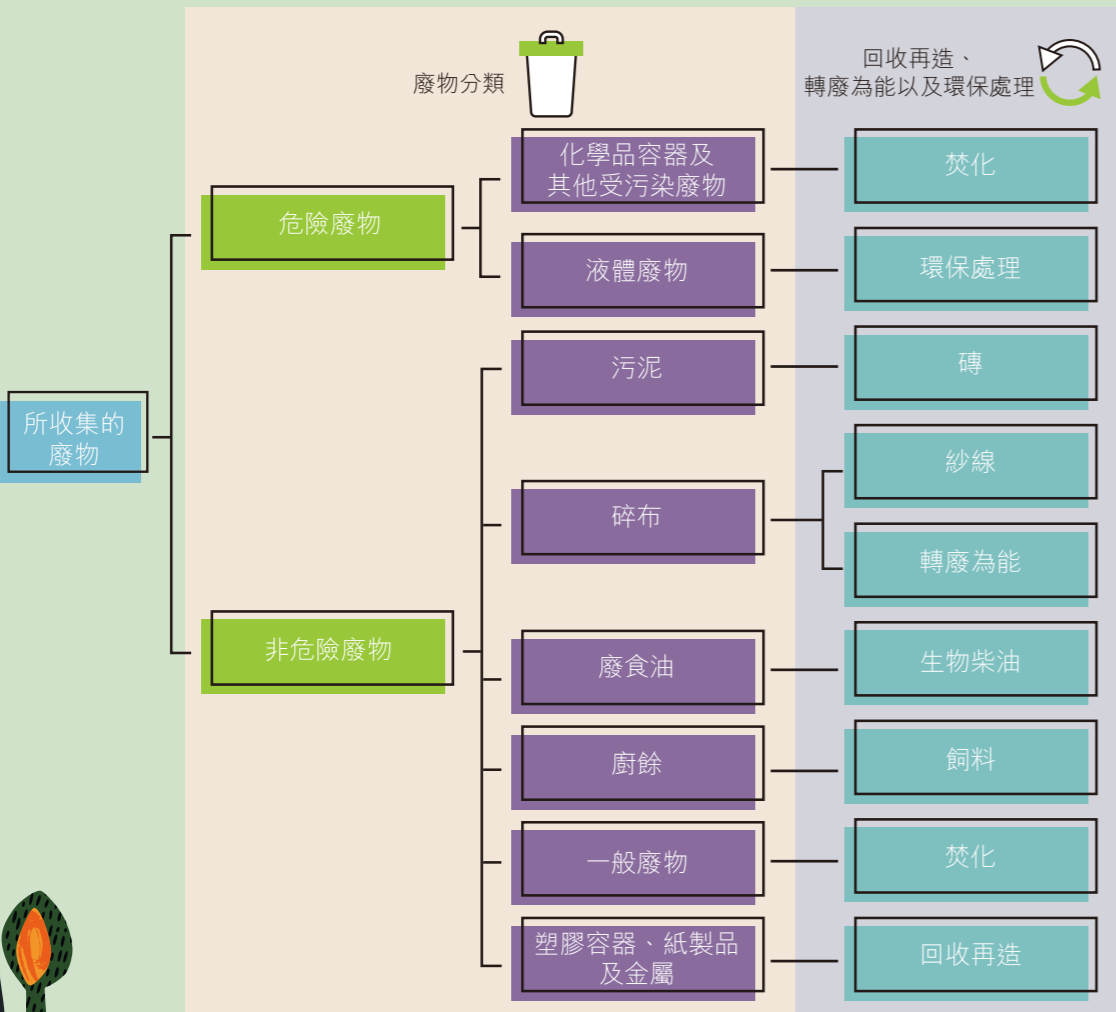 廢物分類
回收再造、
轉廢為能以及環保處理
所收集的
廢物
危險廢物
化學品容器及
其他受污染廢物
焚化
液體廢物
環保處理
非危險廢物
污泥
磚
碎布
紗線
轉廢為能
廢食油
生物柴油
廚餘
飼料
一般廢物
焚化
塑膠容器、紙製品
及金屬
回收再造